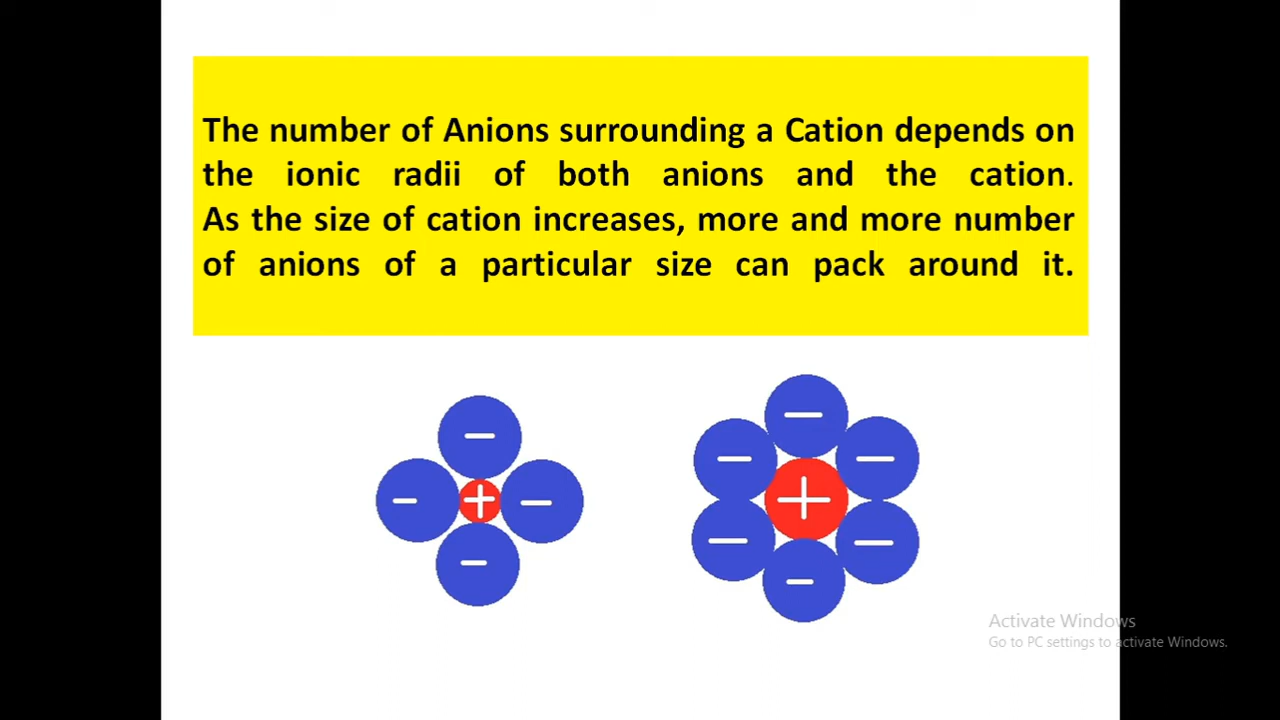 The number of Anions surrounding a Cation depends on
the ionic radii of both anions and the cation.
As the size of cation increases, more and more number
of anions of a particular size can pack around it.
−
−
−
−
+
−
−
−
−
+
−
−
Activate Windows
Go to PC settings to activate Windows.